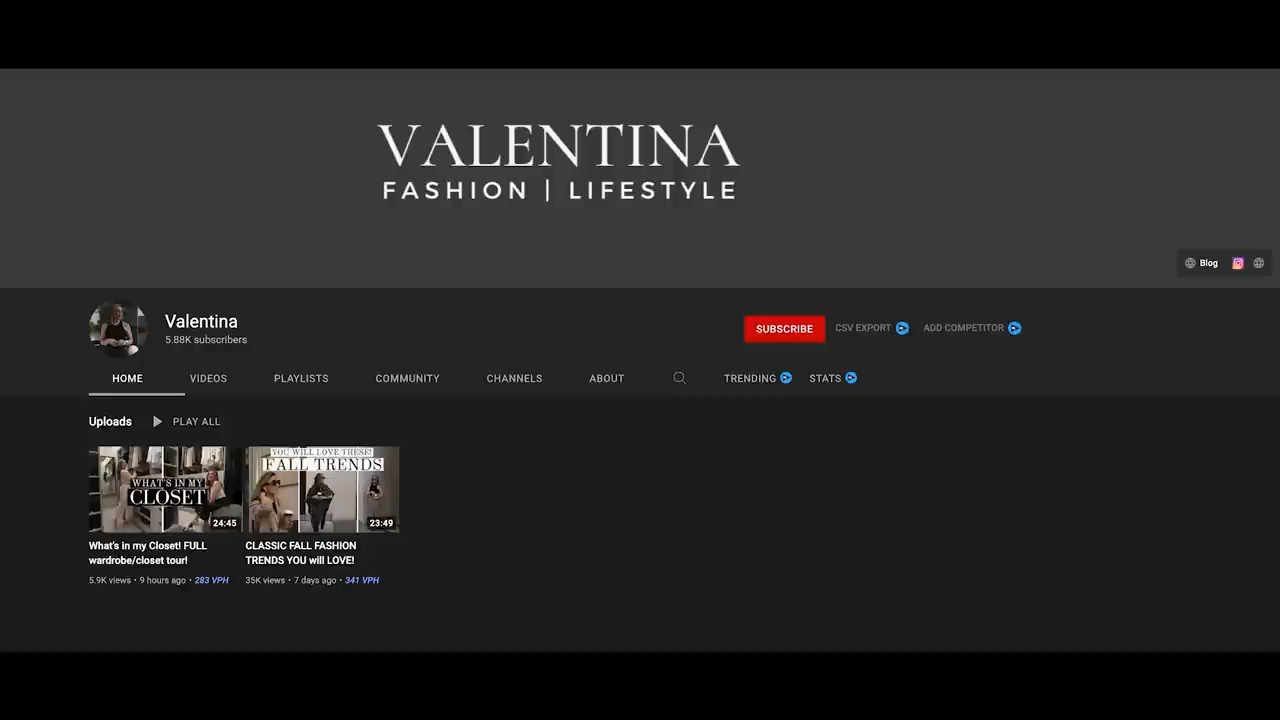 VALENTINA
FASHION | LIFESTYLE
Blog
Valentina
5.88K subscribers
SUBSCRIBE
CSV EXPORT
ADD COMPETITOR
HOME
VIDEOS
PLAYLISTS
COMMUNITY
CHANNELS
ABOUT
TRENDING
STATS
Uploads
PLAY ALL
WHAT'S IN MY
CLOSET
24:45
YOU WILL LOVE THESE!
FALL TRENDS
23:49
What's in my Closet! FULL
wardrobe/closet tour!
5.9K views • 9 hours ago • 283 VPH
CLASSIC FALL FASHION
TRENDS YOU will LOVE!
35K views • 7 days ago • 341 VPH